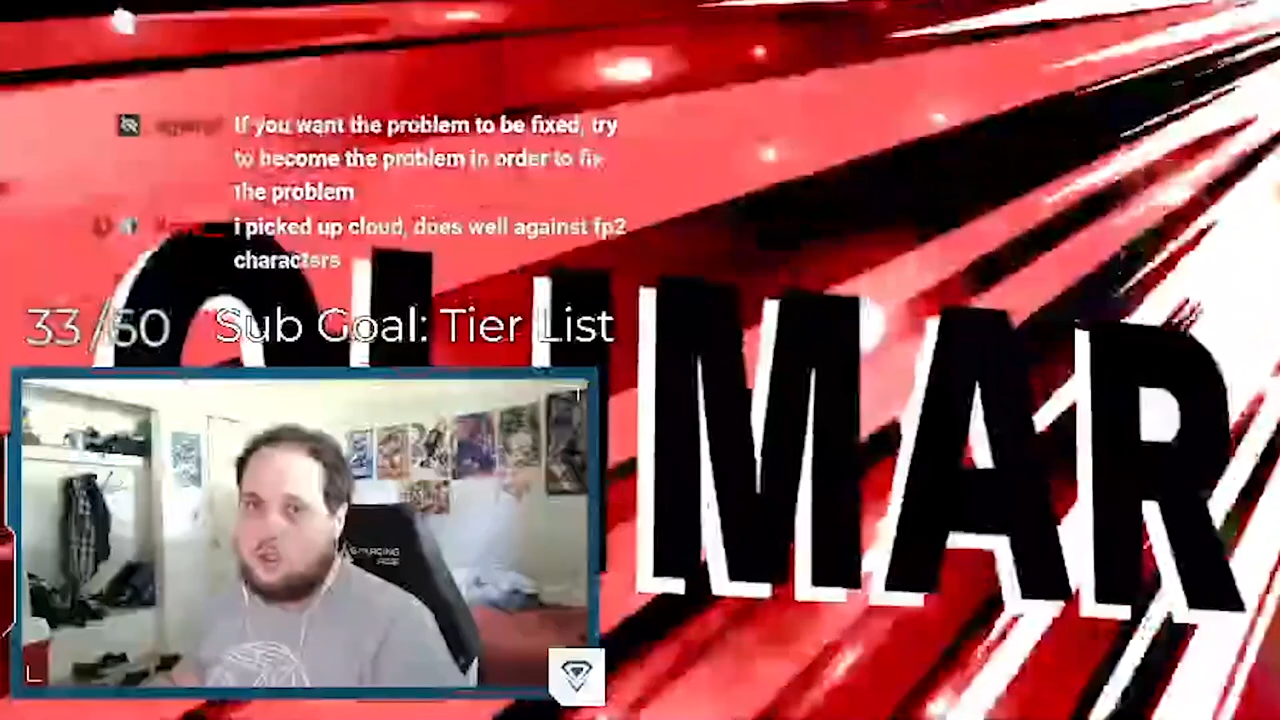 If you want the problem to be fixed, try
to become the problem in order to fix
the problem
i picked up cloud, does well against fp2
characters
33/60 Sub Goal: Tier List
MAR